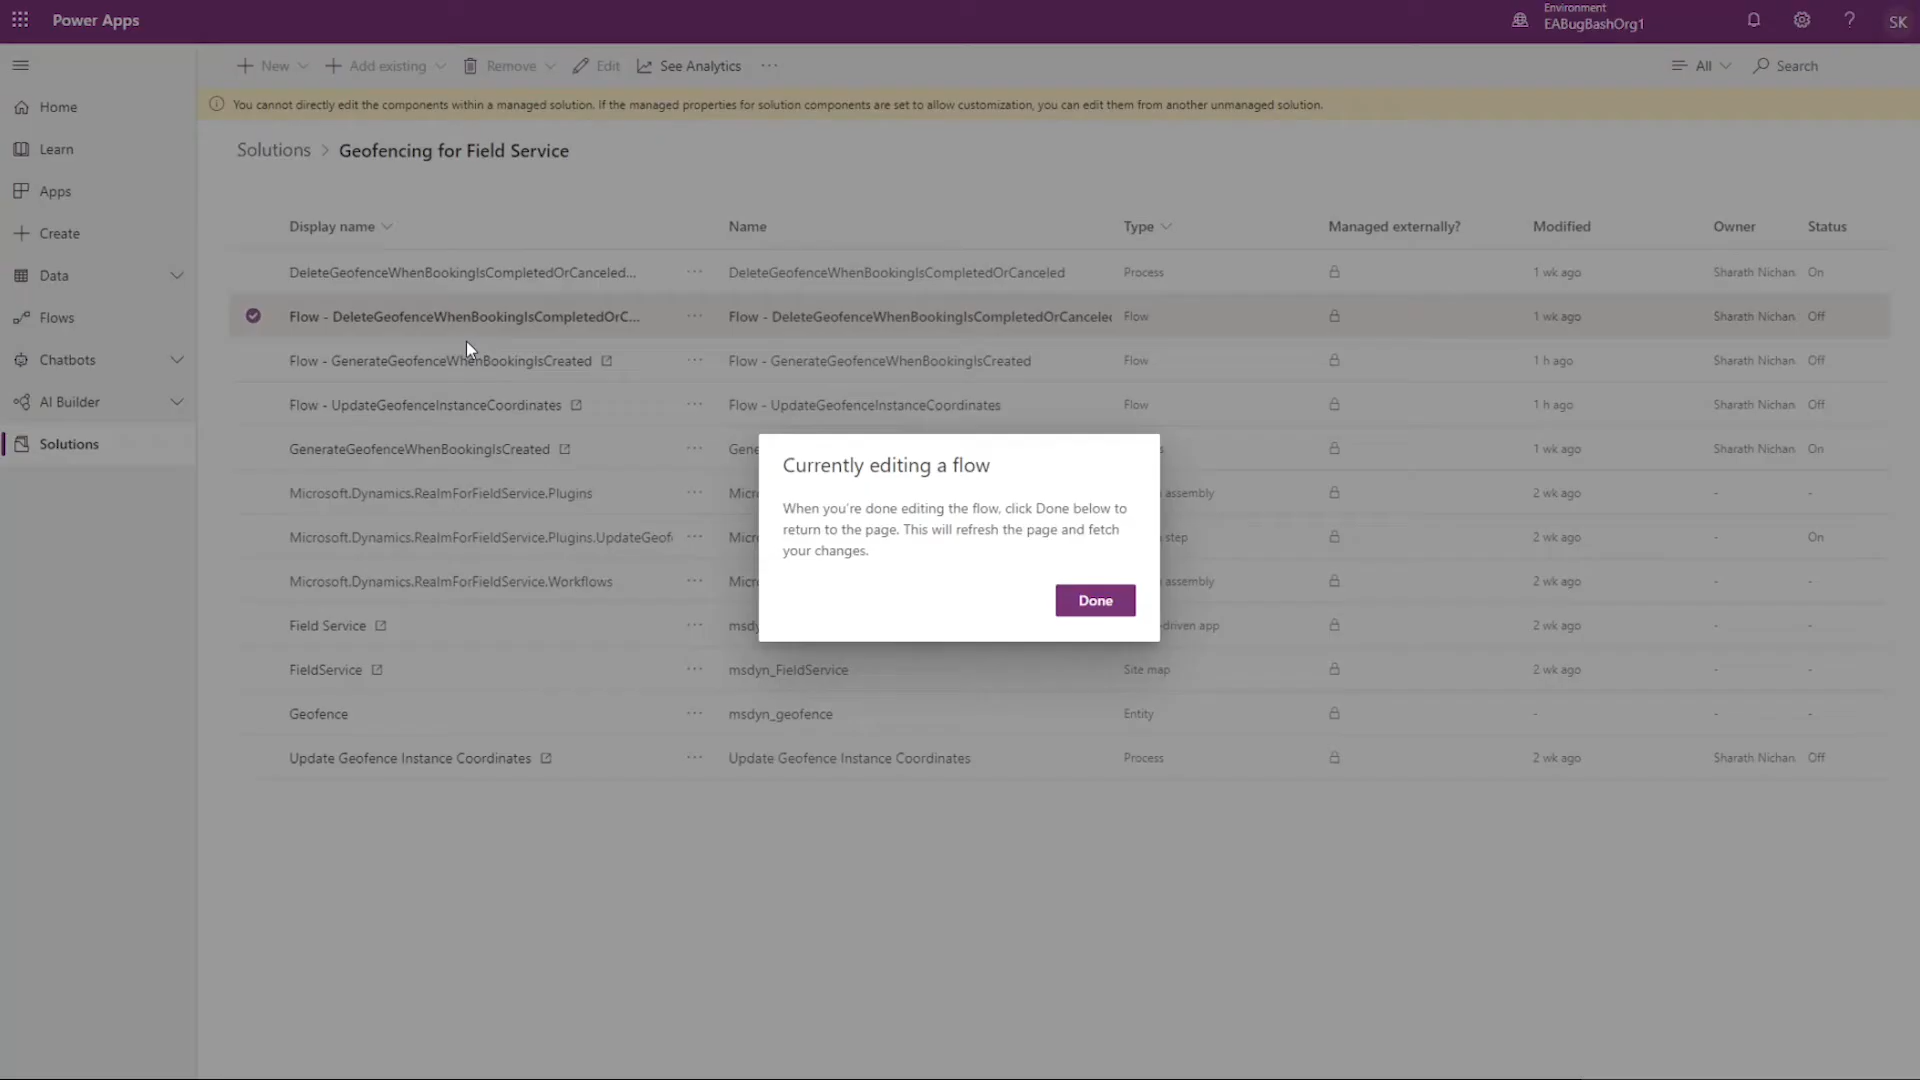 Power Apps
Environment
EABugBashOrg1
SK
New
Add existing
Remove
Edit
See Analytics
All
Search
You cannot directly edit the components within a managed solution. If the managed properties for solution components are set to allow customization, you can edit them from another unmanaged solution.
Home
Learn
Apps
Create
Data
Flows
Chatbots
AI Builder
Solutions
Solutions > Geofencing for Field Service
Display name Name Type Managed externally? Modified Owner Status
DeleteGeofenceWhenBookingIsCompletedOrCanceled... ··· DeleteGeofenceWhenBookingIsCompletedOrCanceled Process 1 wk ago Sharath Nichan On
Flow - DeleteGeofenceWhenBookingIsCompletedOrC... ··· Flow - DeleteGeofenceWhenBookingIsCompletedOrCancelec Flow 1 wk ago Sharath Nichan Off
Flow - GenerateGeofenceWhenBookingIsCreated ··· Flow - GenerateGeofenceWhenBookingIsCreated Flow 1 h ago Sharath Nichan Off
Flow - UpdateGeofenceInstanceCoordinates ··· Flow - UpdateGeofenceInstanceCoordinates Flow 1 h ago Sharath Nichan Off
GenerateGeofenceWhenBookingIsCreated ··· Gene s 1 wk ago Sharath Nichan On
Microsoft.Dynamics.RealmForFieldService.Plugins ··· Micr assembly 2 wk ago - -
Microsoft.Dynamics.RealmForFieldService.Plugins.UpdateGeof ··· Micr step 2 wk ago - On
Microsoft.Dynamics.RealmForFieldService.Workflows ··· Micr assembly 2 wk ago - -
Field Service ··· msdy -driven app 2 wk ago - -
FieldService ··· msdyn_FieldService Site map 2 wk ago - -
Geofence ··· msdyn_geofence Entity - - -
Update Geofence Instance Coordinates ··· Update Geofence Instance Coordinates Process 2 wk ago Sharath Nichan Off
Currently editing a flow
When you're done editing the flow, click Done below to
return to the page. This will refresh the page and fetch
your changes.
Done